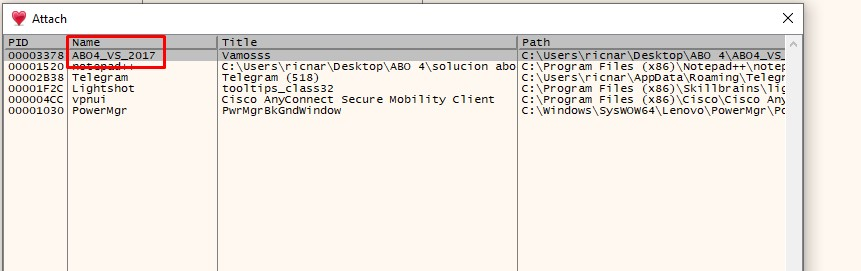 Attach
PID Name Title Path
00003378 ABO4_VS_2017 Vamosss C:\Users\ricnar\Desktop\ABO 4\ABO4_VS_
00001520 notepad++ C:\Users\ricnar\Desktop\ABO 4\solucion abo C:\Program Files (x86)\Notepad++\notep
00002B38 Telegram Telegram (518) C:\Users\ricnar\AppData\Roaming\Telegr
00001F2C Lightshot tooltips_class32 C:\Program Files (x86)\Skillbrains\lig
000004CC vpnui Cisco AnyConnect Secure Mobility Client C:\Program Files (x86)\Cisco\Cisco Any
00001030 PowerMgr PwrMgrBkGndWindow C:\Windows\SysWOW64\Lenovo\PowerMgr\Po